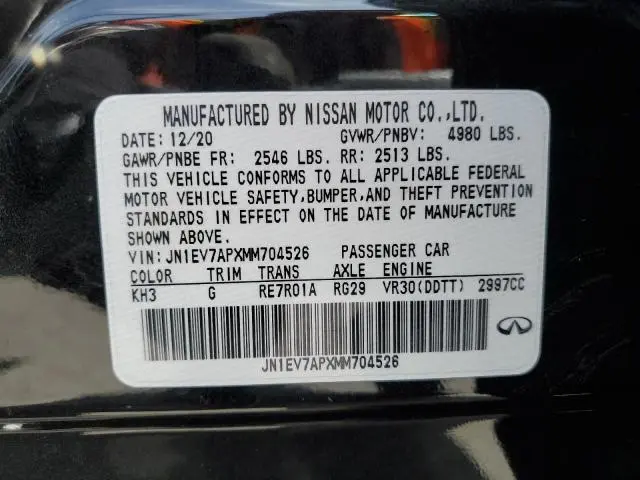 MANUFACTURED BY NISSAN MOTOR CO.,LTD.
DATE: 12/20 GVWR/PNBV: 4980 LBS.
GAWR/PNBE FR: 2546 LBS. RR: 2513 LBS.
THIS VEHICLE CONFORMS TO ALL APPLICABLE FEDERAL
MOTOR VEHICLE SAFETY,BUMPER,AND THEFT PREVENTION
STANDARDS IN EFFECT ON THE DATE OF MANUFACTURE
SHOWN ABOVE.
VIN: JN1EV7APXMM704526 PASSENGER CAR
COLOR TRIM TRANS AXLE ENGINE
KH3 G RE7R01A RG29 VR30(DDTT) 2997CC
JN1EV7APXMM704526